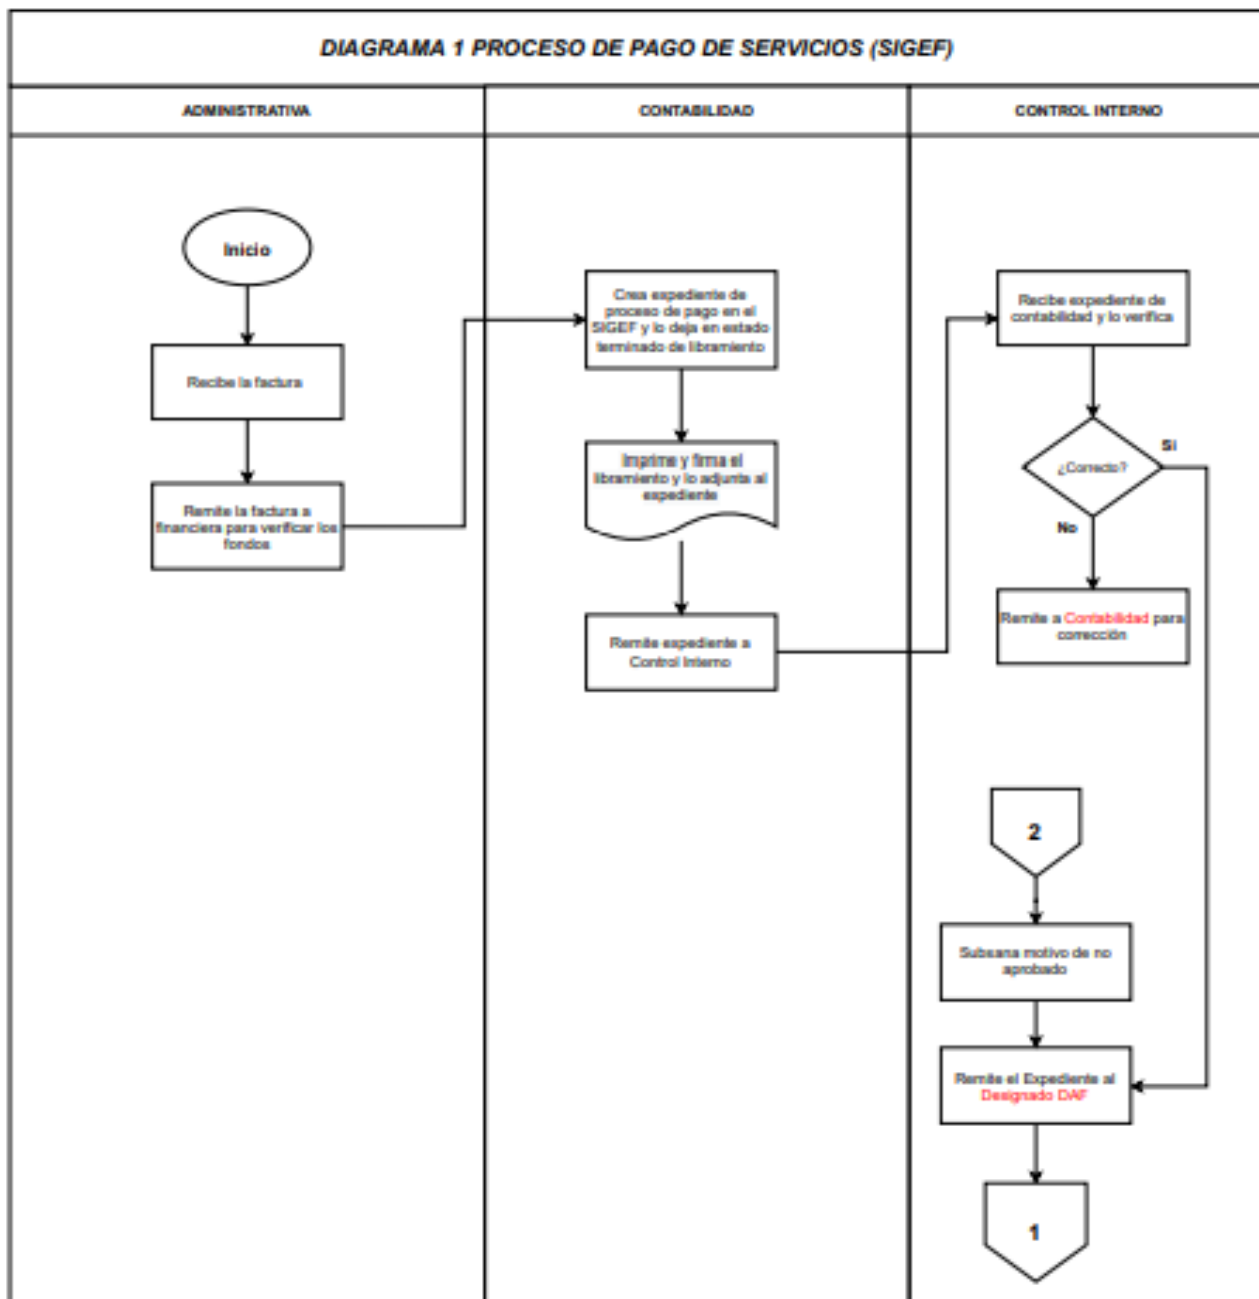 DIAGRAMA 1 PROCESO DE PAGO DE SERVICIOS (SIGEF)
ADMINISTRATIVA
CONTABILIDAD
CONTROL INTERNO
Inicio
Recibe la factura
Remite la factura a
financiera para verificar los
fondos
Crea expediente de
proceso de pago en el
SIGEF y lo deja en estado
terminado de libramiento
Imprime y firma el
libramiento y lo adjunta al
expediente
Remite expediente a
Control Interno
Recibe expediente de
contabilidad y lo verifica
¿Correcto?
Si
No
Remite a Contabilidad para
corrección
2
Subsana motivo de no
aprobado
Remite el Expediente al
Designado DAF
1